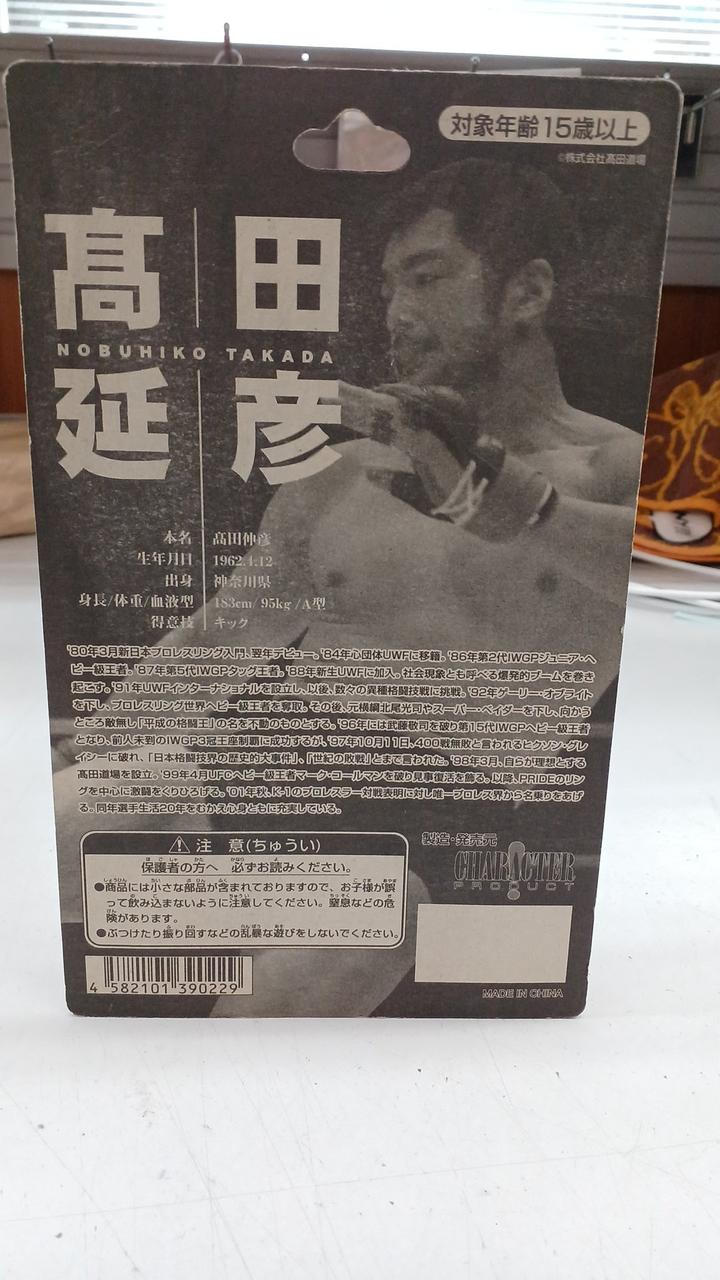 対象年齢15歳以上
©株式会社髙田道場
髙田
NOBUHIKO TAKADA
延彦
本名 髙田伸彦
生年月日 1962.4.12
出身 神奈川県
身長/体重/血液型 183cm/95kg/A型
得意技 キック
'80年3月新日本プロレスリング入門、翌年デビュー。'84年心団体UWFに移籍。'86年第2代IWGPジュニア・ヘ
ビー級王者。'87年第5代IWGPタッグ王者。'88年新生UWFに加入。社会現象とも呼べる爆発的ブームを巻き
起こす。'91年UWFインターナショナルを設立し、以後、数々の異種格闘技戦に挑戦。'92年ゲーリー・オブライト
を下し、プロレスリング世界ヘビー級王者を奪取。その後、元横綱北尾光司やスーパー・ベイダーを下し、向かう
ところ敵無し「平成の格闘王」の名を不動のものとする。'96年には武藤敬司を破り第15代IWGPヘビー級王者
となり、前人未到のIWGP3冠王座制覇に成功するが、'97年10月11日、400戦無敗と言われるヒクソン・グレ
イシーに破れ、「日本格闘技界の歴史的大事件」、「世紀の敗戦」とまで言われた。'98年3月、自らが理想とする
髙田道場を設立。'99年4月UFCヘビー級王者マーク・コールマンを破り見事復活を飾る。以降、PRIDEのリン
グを中心に激闘をくりひろげる。'01年秋、K-1のプロレスラー対戦表明に対し唯一プロレス界から名乗りをあげ
る。同年選手生活20年をむかえ心身ともに充実している。
⚠注 意(ちゅうい)
保護者の方へ 必ずお読みください。
●商品には小さな部品が含まれておりますので、お子様が誤
って飲み込まないように注意してください。窒息などの危
険があります。
●ぶつけたり振り回すなどの乱暴な遊びをしないでください。
製造・発売元
CHARACTER
PRODUCT
4 582101 390229
MADE IN CHINA